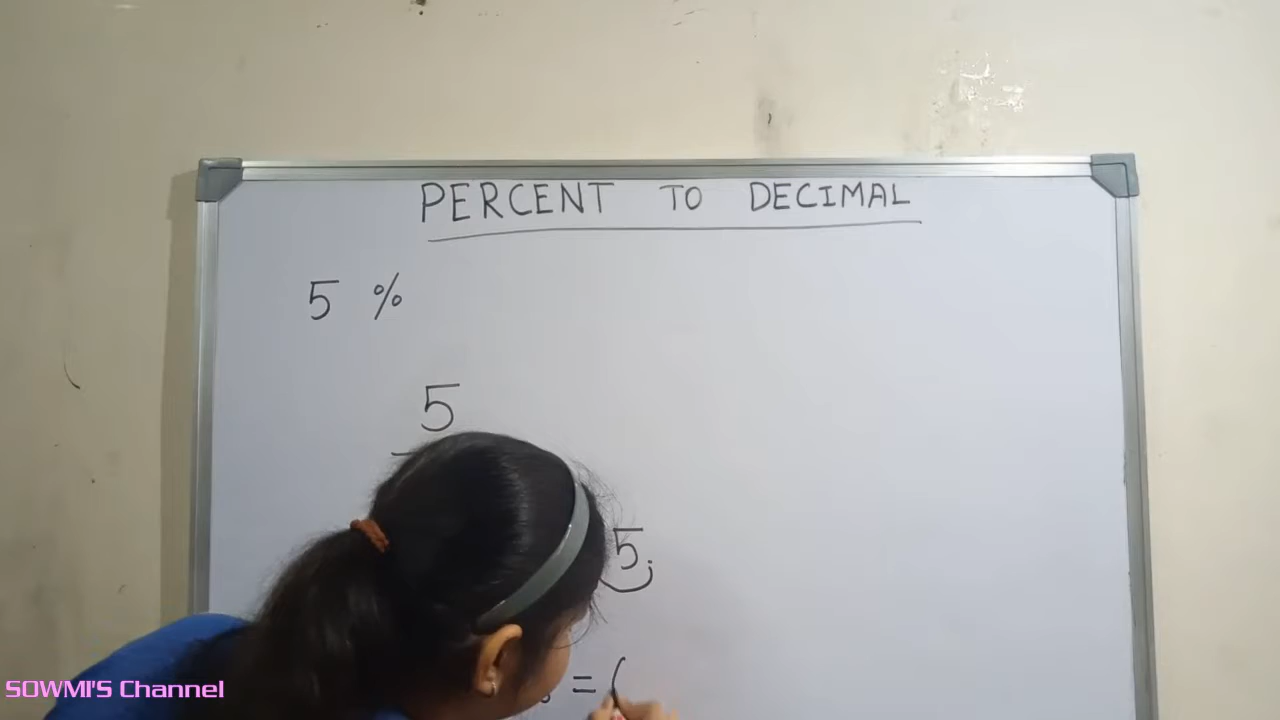 PERCENT TO DECIMAL
5 %
5
5.
=
SOWMI'S Channel